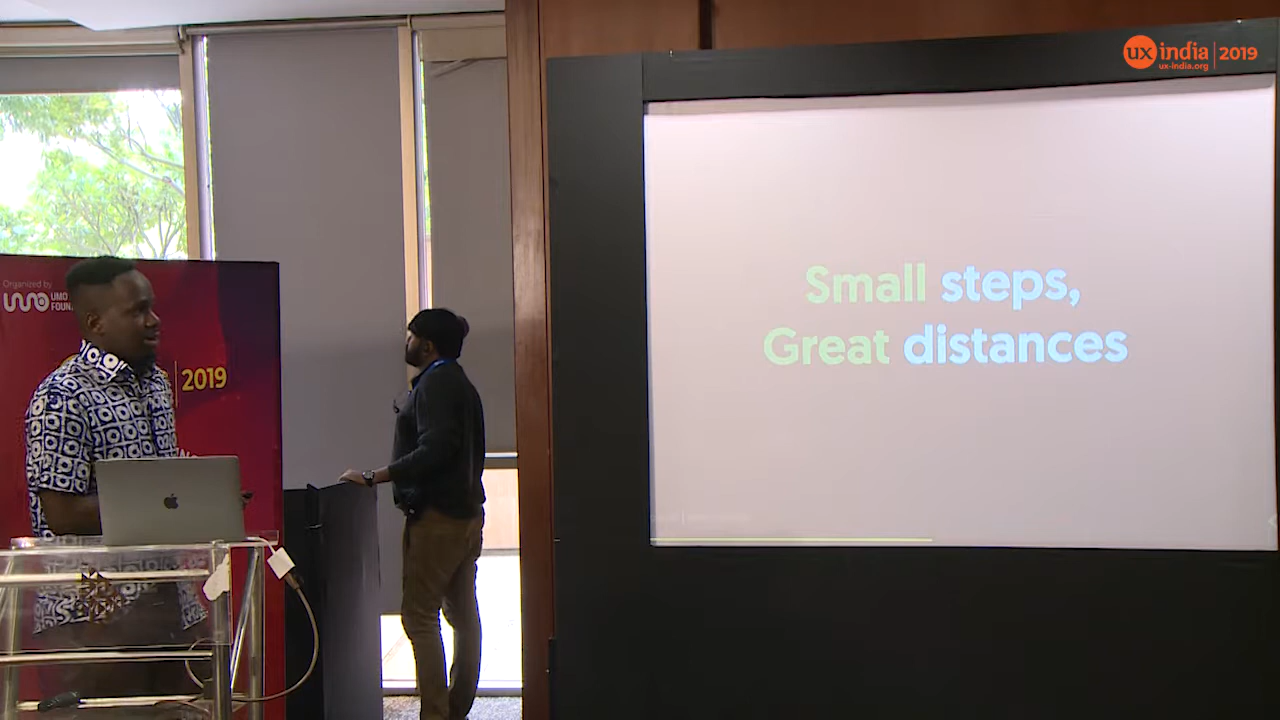 ux india 2019
ux-india.org
Organized by
UMO
2019
Small steps,
Great distances